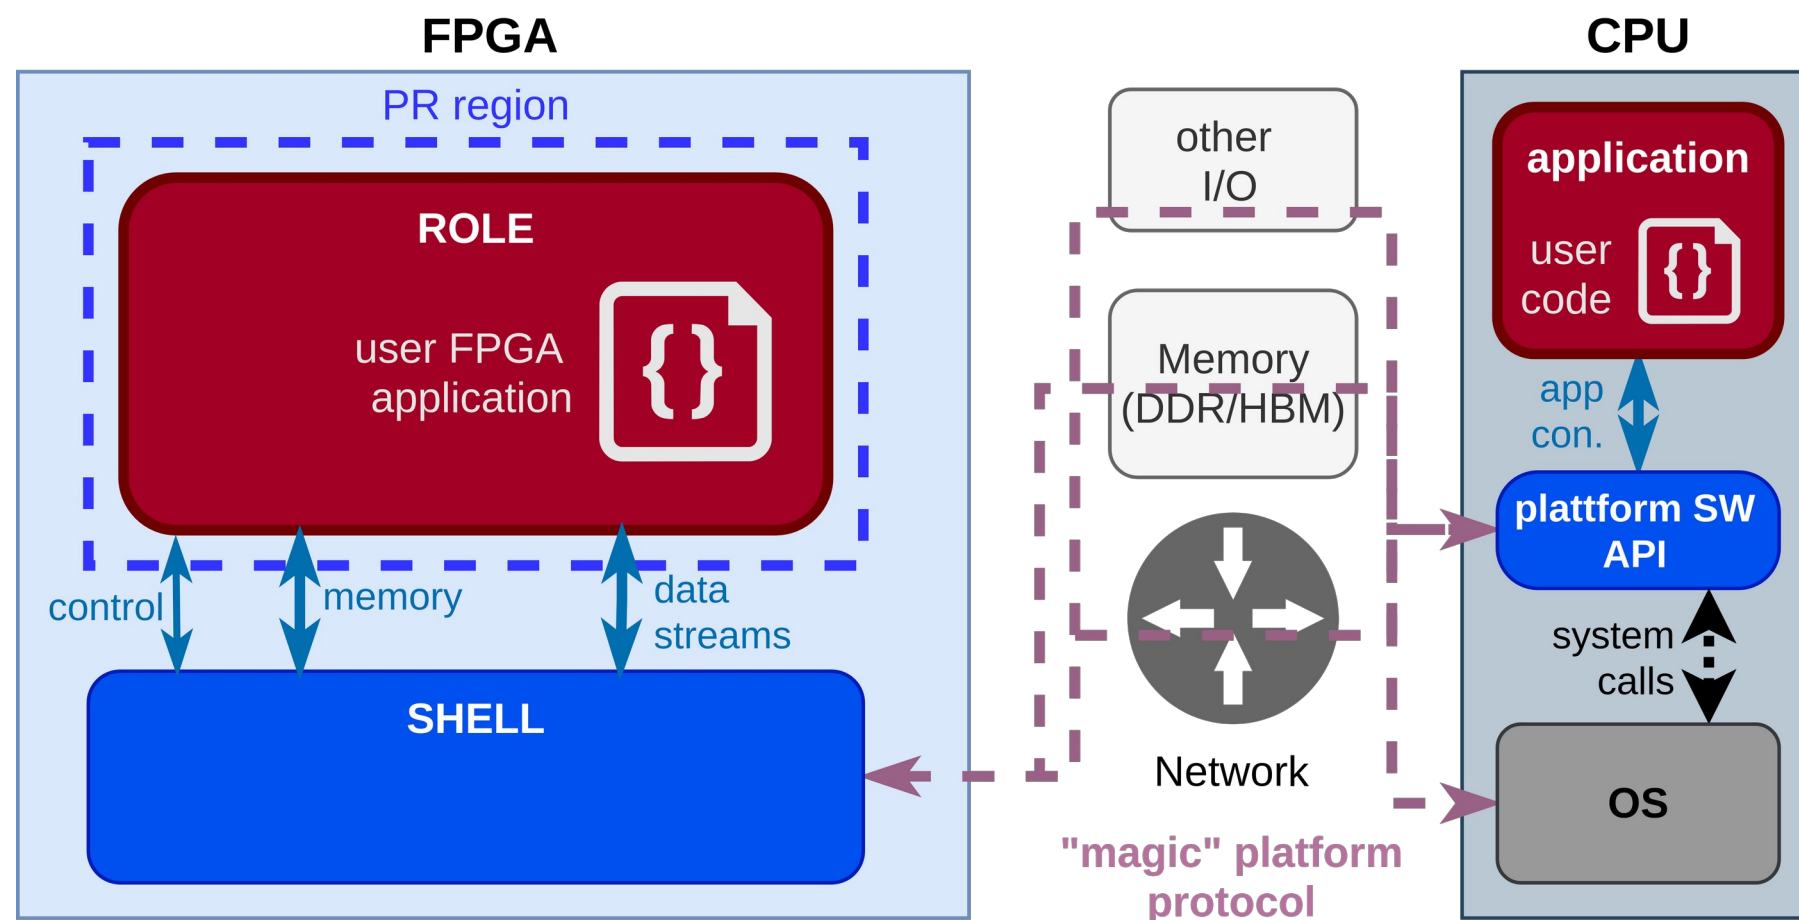 FPGA
PR region
ROLE
user FPGA
application
{}
control
memory
data
streams
SHELL
other
I/O
Memory
(DDR/HBM)
Network
"magic" platform
protocol
CPU
application
user
code
{}
app
con.
plattform SW
API
system
calls
OS